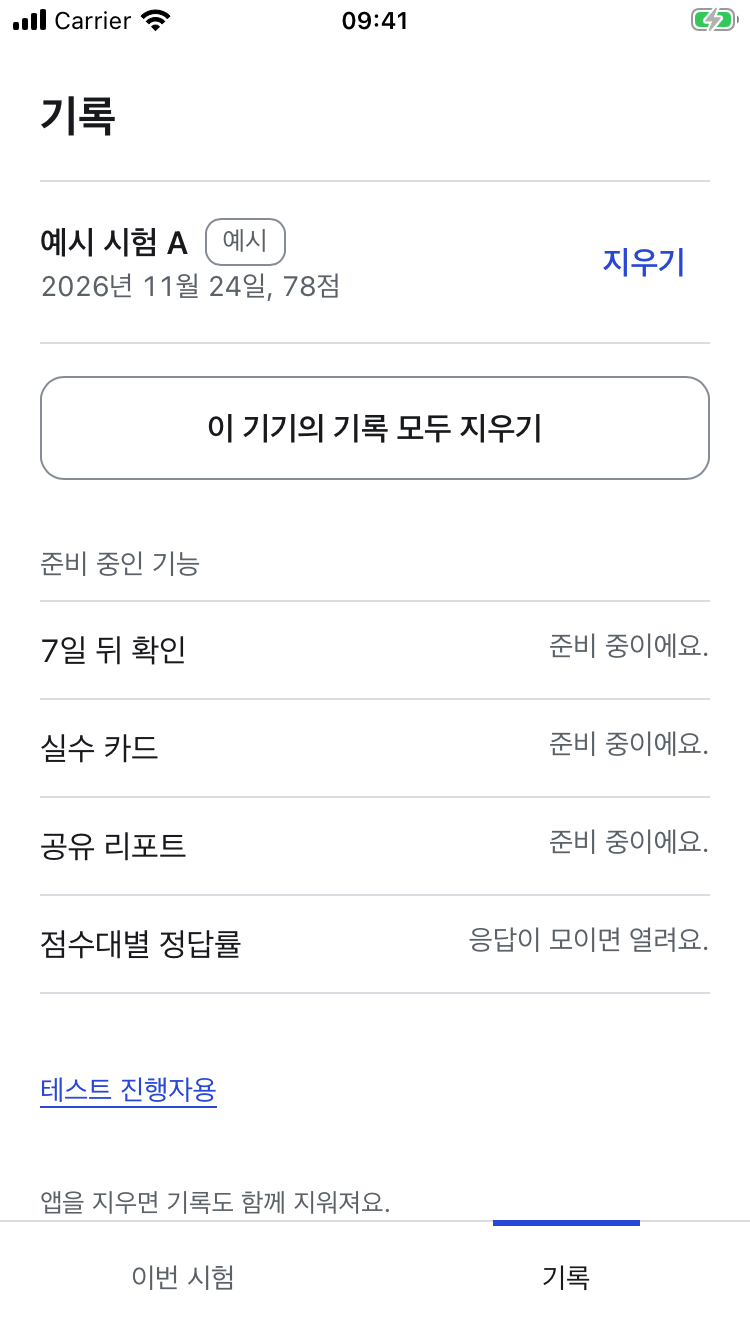 Carrier 09:41
기록
예시 시험 A 예시
2026년 11월 24일, 78점
지우기
이 기기의 기록 모두 지우기
준비 중인 기능
7일 뒤 확인 준비 중이에요.
실수 카드 준비 중이에요.
공유 리포트 준비 중이에요.
점수대별 정답률 응답이 모이면 열려요.
테스트 진행자용
앱을 지우면 기록도 함께 지워져요.
이번 시험 기록